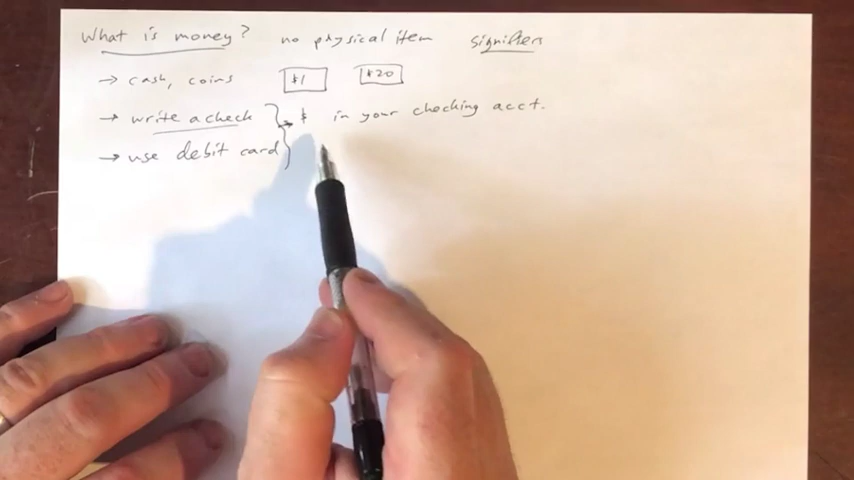 What is money? no physical item signifiers
→ cash, coins $1 $20
→ write a check $ in your checking acct.
→ use debit card